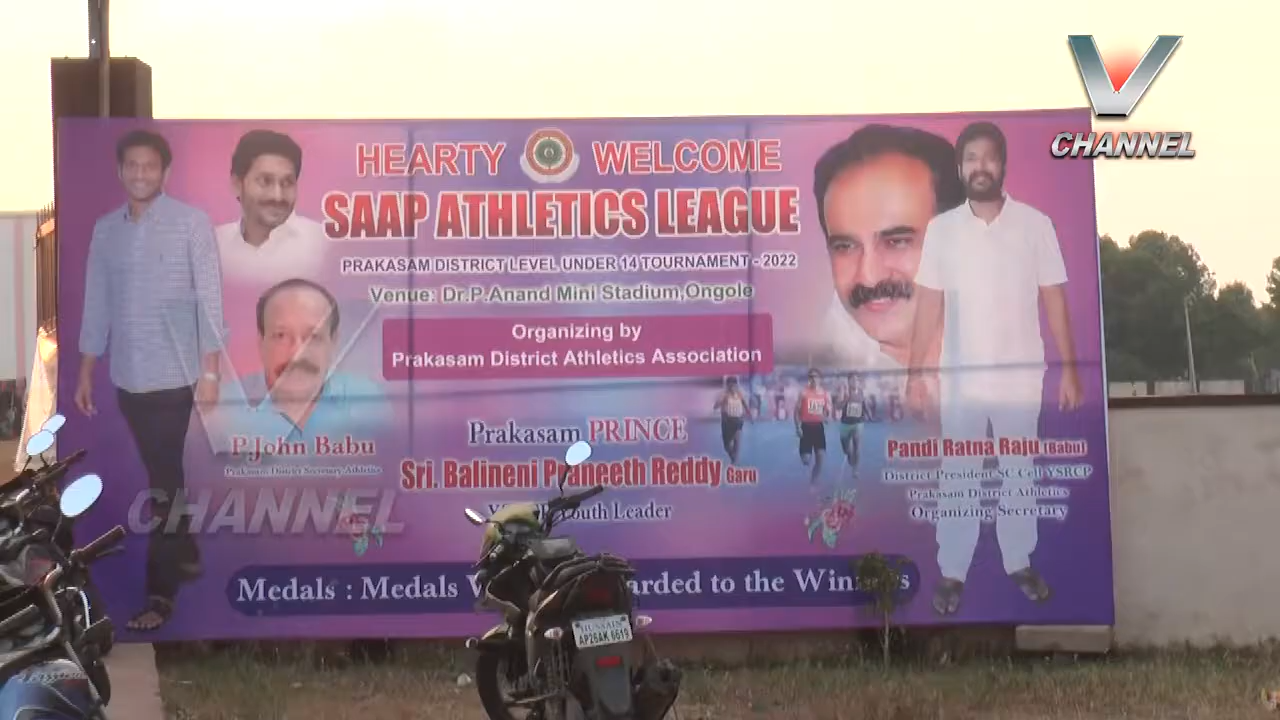 V
CHANNEL
HEARTY WELCOME
SAAP ATHLETICS LEAGUE
PRAKASAM DISTRICT LEVEL UNDER 14 TOURNAMENT - 2022
Venue: Dr.P.Anand Mini Stadium,Ongole
Organizing by
Prakasam District Athletics Association
P.John Babu
Prakasam District Secretary Athletics
Prakasam PRINCE
Sri. Balineni Praneeth Reddy Garu
Youth Leader
Pandi Ratna Raju (Babu)
District President SC Cell YSRCP
Prakasam District Athletics
Organizing Secretary
CHANNEL
Medals : Medals to the Winners
HUSSAIN
AP26AK 6619